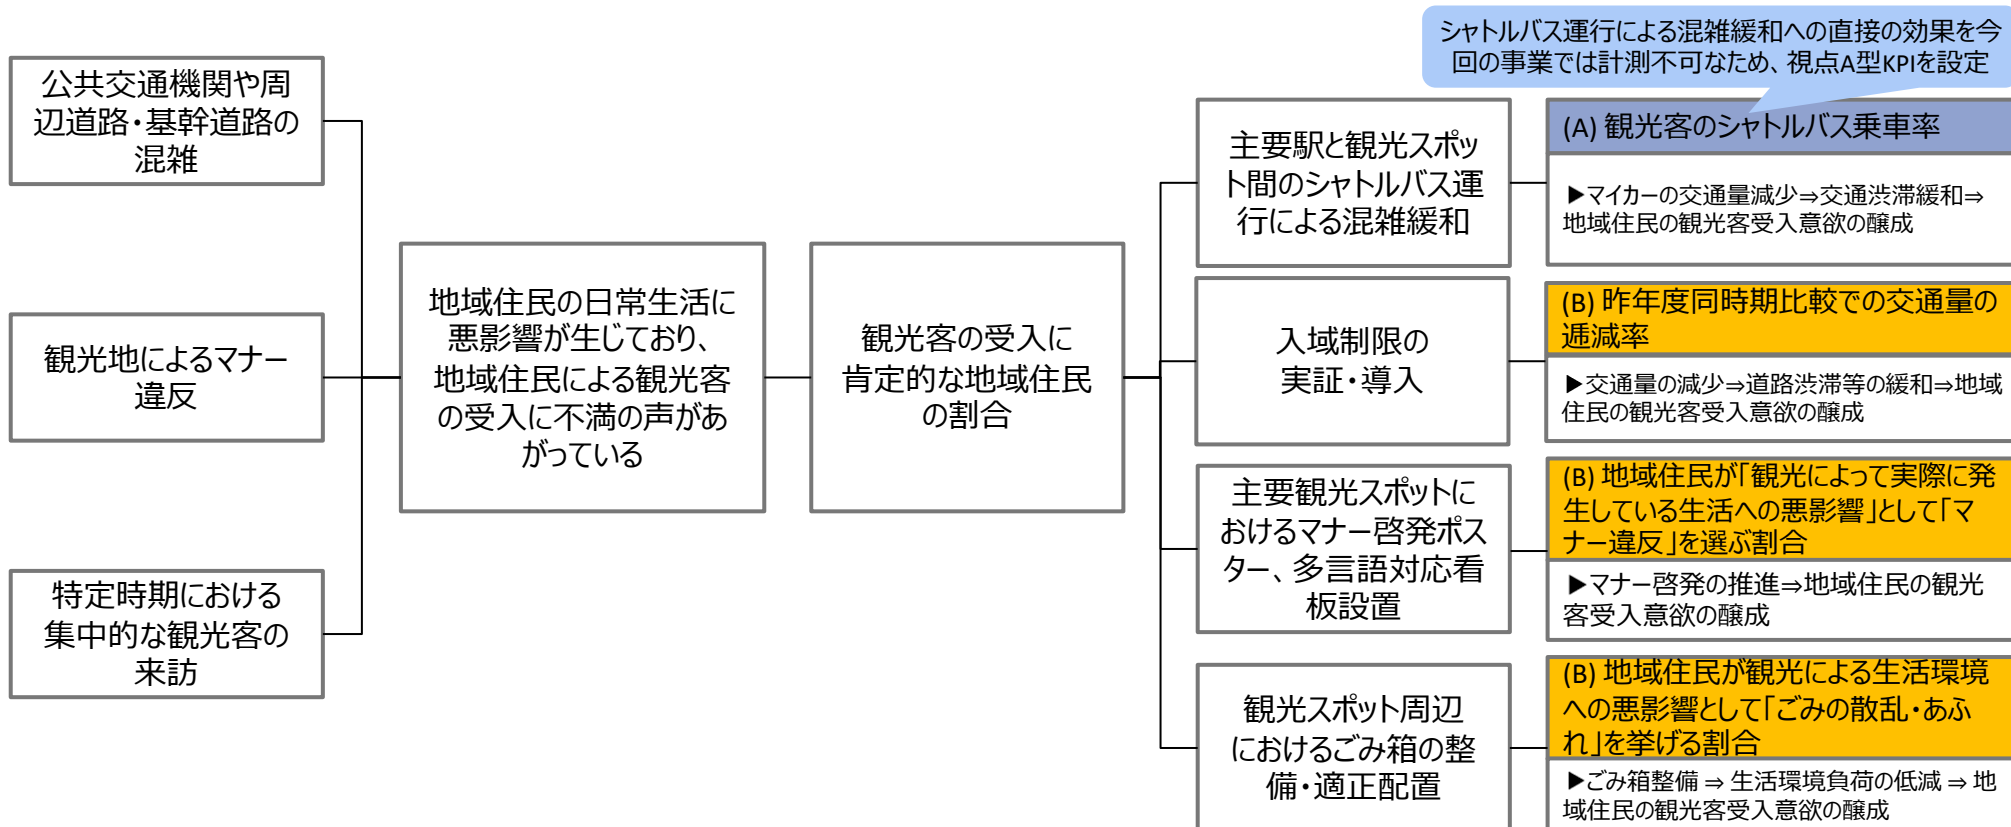 シャトルバス運行による混雑緩和への直接の効果を今
回の事業では計測不可なため、視点A型KPIを設定
公共交通機関や周
辺道路・基幹道路の
混雑
観光地によるマナー
違反
特定時期における
集中的な観光客の
来訪
地域住民の日常生活に
悪影響が生じており、
地域住民による観光客
の受入に不満の声があ
がっている
観光客の受入に
肯定的な地域住民
の割合
主要駅と観光スポッ
ト間のシャトルバス運
行による混雑緩和
(A) 観光客のシャトルバス乗車率
▶マイカーの交通量減少⇒交通渋滞緩和⇒
地域住民の観光客受入意欲の醸成
入域制限の
実証・導入
(B) 昨年度同時期比較での交通量の
逓減率
▶交通量の減少⇒道路渋滞等の緩和⇒地域
住民の観光客受入意欲の醸成
主要観光スポットに
おけるマナー啓発ポス
ター、多言語対応看
板設置
(B) 地域住民が「観光によって実際に発
生している生活への悪影響」として「マ
ナー違反」を選ぶ割合
▶マナー啓発の推進⇒地域住民の観光
客受入意欲の醸成
観光スポット周辺
におけるごみ箱の整
備・適正配置
(B) 地域住民が観光による生活環境
への悪影響として「ごみの散乱・あふ
れ」を挙げる割合
▶ごみ箱整備 ⇒ 生活環境負荷の低減 ⇒ 地
域住民の観光客受入意欲の醸成